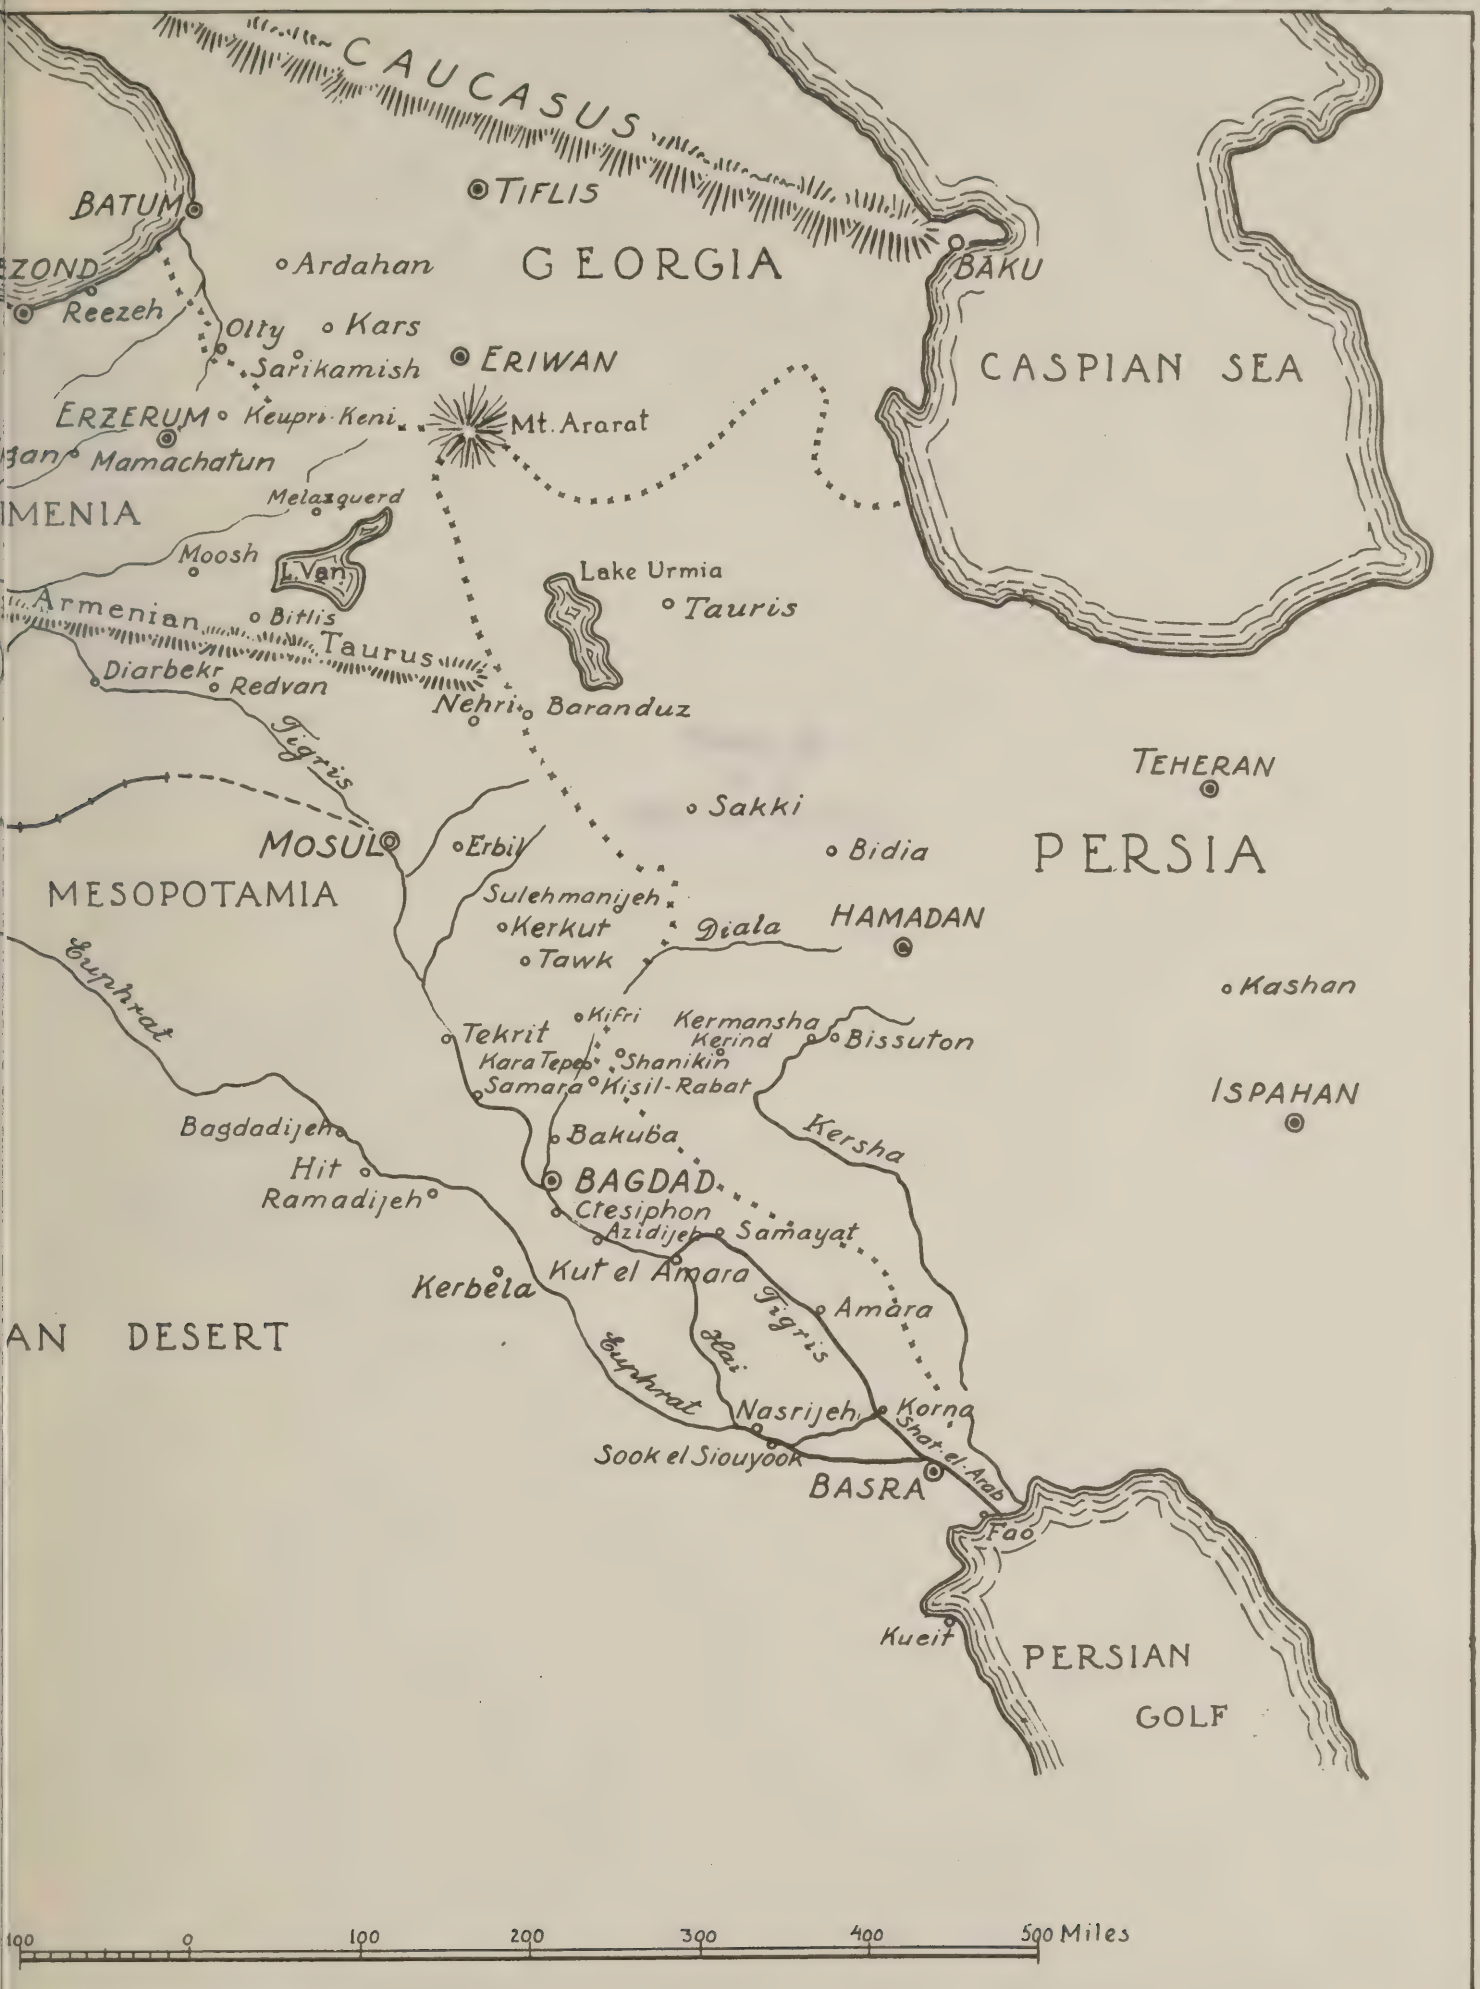 CAUCASUS
BATUM
TIFLIS
EZOND
Ardahan
GEORGIA
BAKU
Reezeh
Olty
Kars
Sarikamish
ERIWAN
CASPIAN SEA
ERZERUM
Keupri-Keni
Mt. Ararat
Mamachatun
Melazguerd
MENIA
Moosh
L. Van
Lake Urmia
Tauris
Armenian Taurus
Bitlis
Diarbekr
Redvan
Nehri
Baranduz
Tigris
TEHERAN
Sakki
MOSUL
Erbil
Bidia
PERSIA
MESOPOTAMIA
Sulehmanijeh
Kerkut
Diala
HAMADAN
Euphrat
Tawk
Kashan
Kifri
Kermansha
Tekrit
Kerind
Bissuton
Kara Tepe
Shanikin
Samara
Kisil-Rabat
ISPAHAN
Bagdadijeh
Bakuba
Kersha
Hit
BAGDAD
Ramadijeh
Ctesiphon
Azidijeh
Samayat
Kut el Amara
Kerbela
Tigris
Amara
AN DESERT
Hai
Euphrat
Nasrijeh
Korna
Shat-el-Arab
Sook el Siouyook
BASRA
Fao
Kueit
PERSIAN
GOLF
100 0 100 200 300 400 500 Miles